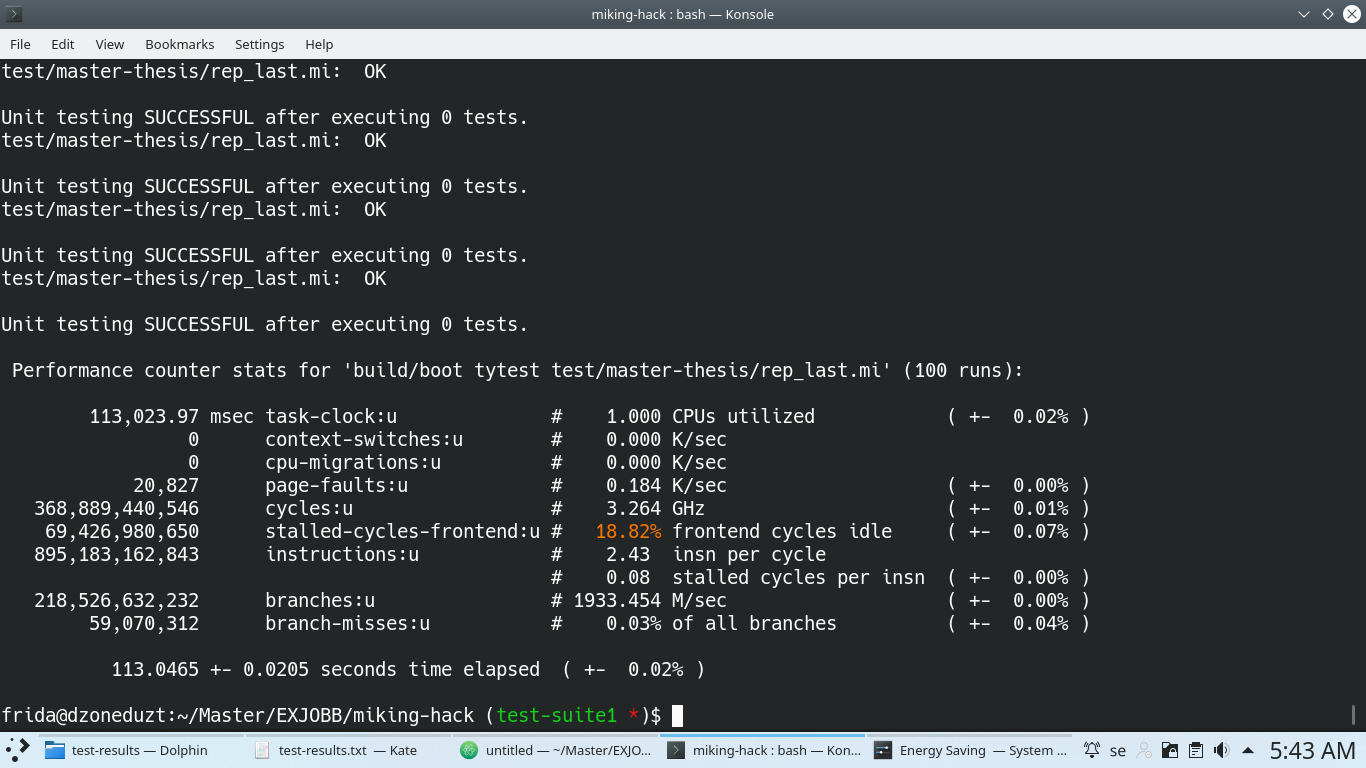 miking-hack : bash — Konsole
File Edit View Bookmarks Settings Help
test/master-thesis/rep_last.mi:  OK
Unit testing SUCCESSFUL after executing 0 tests.
test/master-thesis/rep_last.mi:  OK
Unit testing SUCCESSFUL after executing 0 tests.
test/master-thesis/rep_last.mi:  OK
Unit testing SUCCESSFUL after executing 0 tests.
test/master-thesis/rep_last.mi:  OK
Unit testing SUCCESSFUL after executing 0 tests.
Performance counter stats for 'build/boot tytest test/master-thesis/rep_last.mi' (100 runs):
113,023.97 msec task-clock:u # 1.000 CPUs utilized ( +- 0.02% )
0 context-switches:u # 0.000 K/sec
0 cpu-migrations:u # 0.000 K/sec
20,827 page-faults:u # 0.184 K/sec ( +- 0.00% )
368,889,440,546 cycles:u # 3.264 GHz ( +- 0.01% )
69,426,980,650 stalled-cycles-frontend:u # 18.82% frontend cycles idle ( +- 0.07% )
895,183,162,843 instructions:u # 2.43 insn per cycle
# 0.08 stalled cycles per insn ( +- 0.00% )
218,526,632,232 branches:u # 1933.454 M/sec ( +- 0.00% )
59,070,312 branch-misses:u # 0.03% of all branches ( +- 0.04% )
113.0465 +- 0.0205 seconds time elapsed ( +- 0.02% )
frida@dzoneduzt:~/Master/EXJOBB/miking-hack (test-suite1 *)$
test-results — Dolphin test-results.txt — Kate untitled — ~/Master/EXJO... miking-hack : bash — Kon... Energy Saving — System ... se 5:43 AM